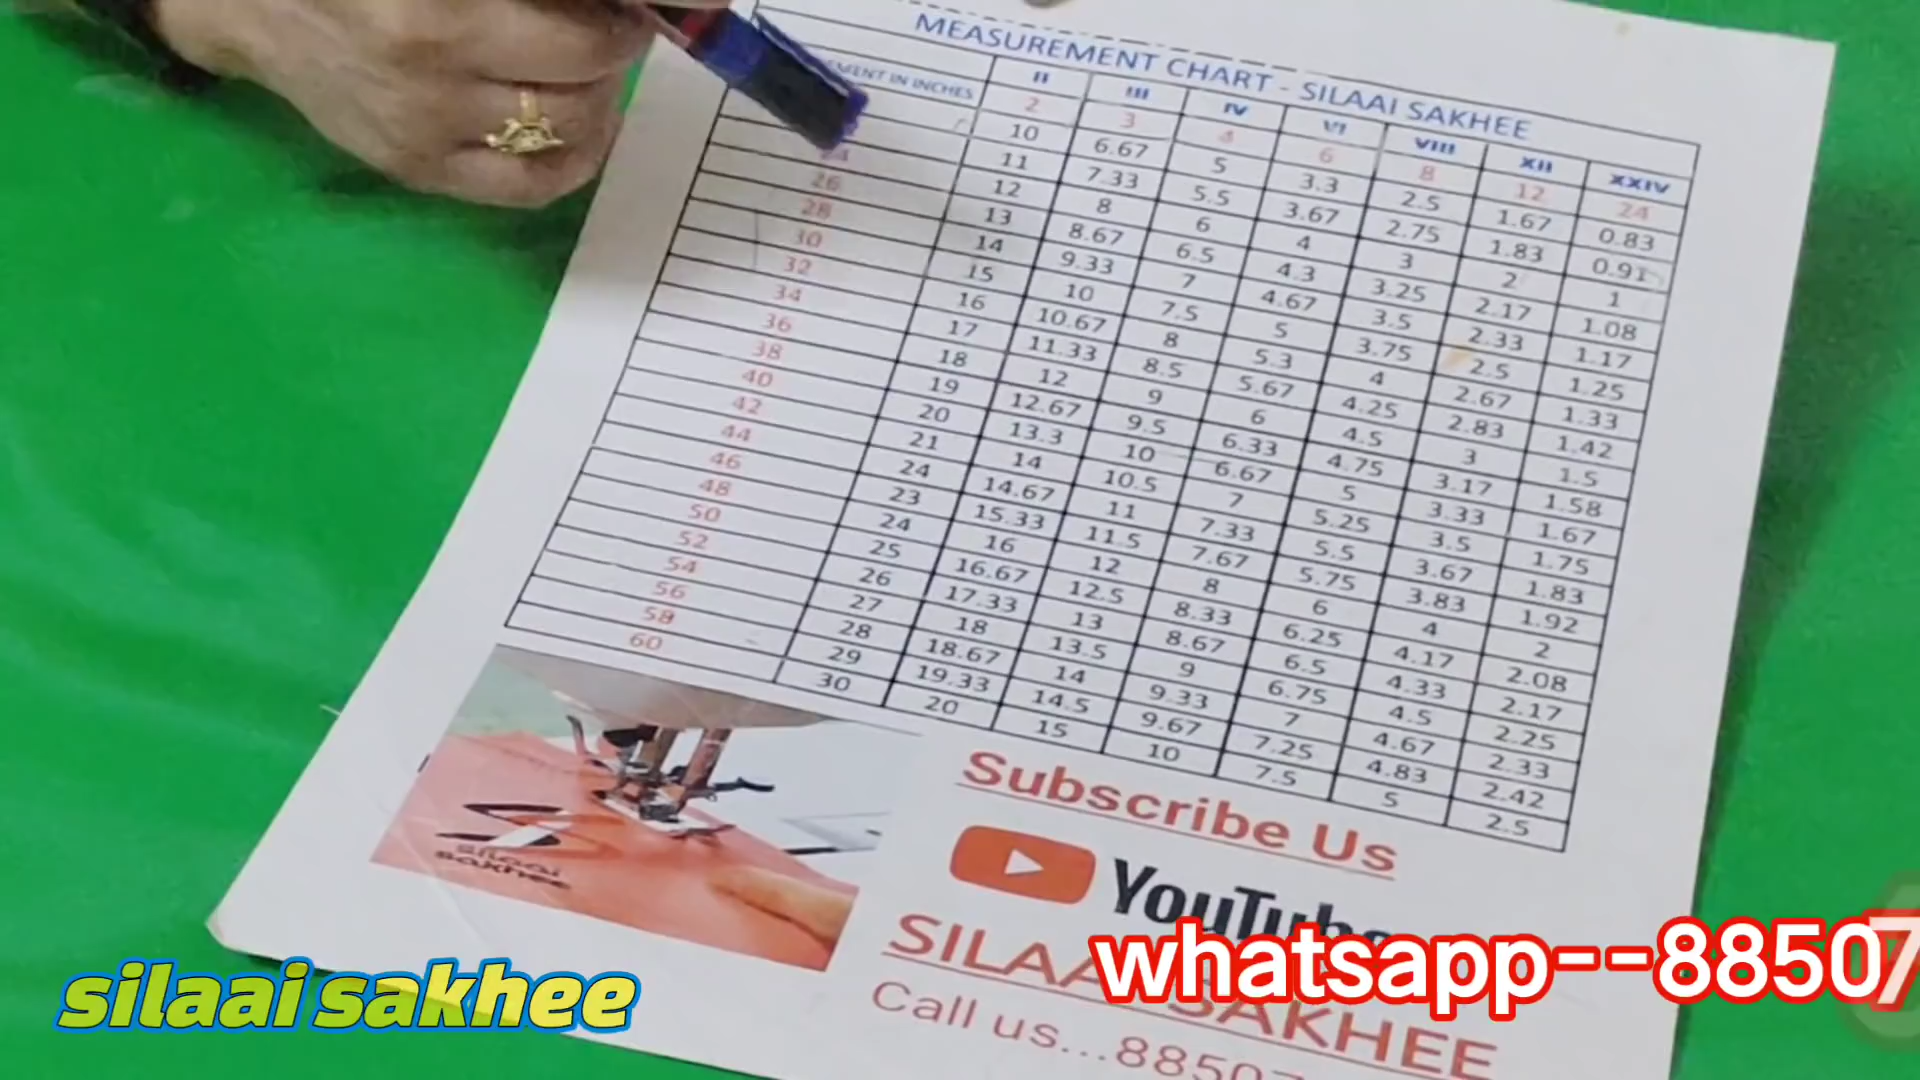 MEASUREMENT CHART - SILAAI SAKHEE
IN INCHES II III IV VI VIII XII XXIV
2 3 4 6 8 12 24
10 6.67 5 3.3 2.5 1.67 0.83
11 7.33 5.5 3.67 2.75 1.83 0.91
24 12 8 6 4 3 2 1
26 13 8.67 6.5 4.3 3.25 2.17 1.08
28 14 9.33 7 4.67 3.5 2.33 1.17
30 15 10 7.5 5 3.75 2.5 1.25
32 16 10.67 8 5.3 4 2.67 1.33
34 17 11.33 8.5 5.67 4.25 2.83 1.42
36 18 12 9 6 4.5 3 1.5
38 19 12.67 9.5 6.33 4.75 3.17 1.58
40 20 13.3 10 6.67 5 3.33 1.67
42 21 14 10.5 7 5.25 3.5 1.75
44 24 14.67 11 7.33 5.5 3.67 1.83
46 23 15.33 11.5 7.67 5.75 3.83 1.92
48 24 16 12 8 6 4 2
50 25 16.67 12.5 8.33 6.25 4.17 2.08
52 26 17.33 13 8.67 6.5 4.33 2.17
54 27 18 13.5 9 6.75 4.5 2.25
56 28 18.67 14 9.33 7 4.67 2.33
58 29 19.33 14.5 9.67 7.25 4.83 2.42
60 30 20 15 10 7.5 5 2.5
silaai
sakhee
Subscribe Us
YouTube
SILAAI SAKHEE
Call us...8850
silaai sakhee
whatsapp--88507